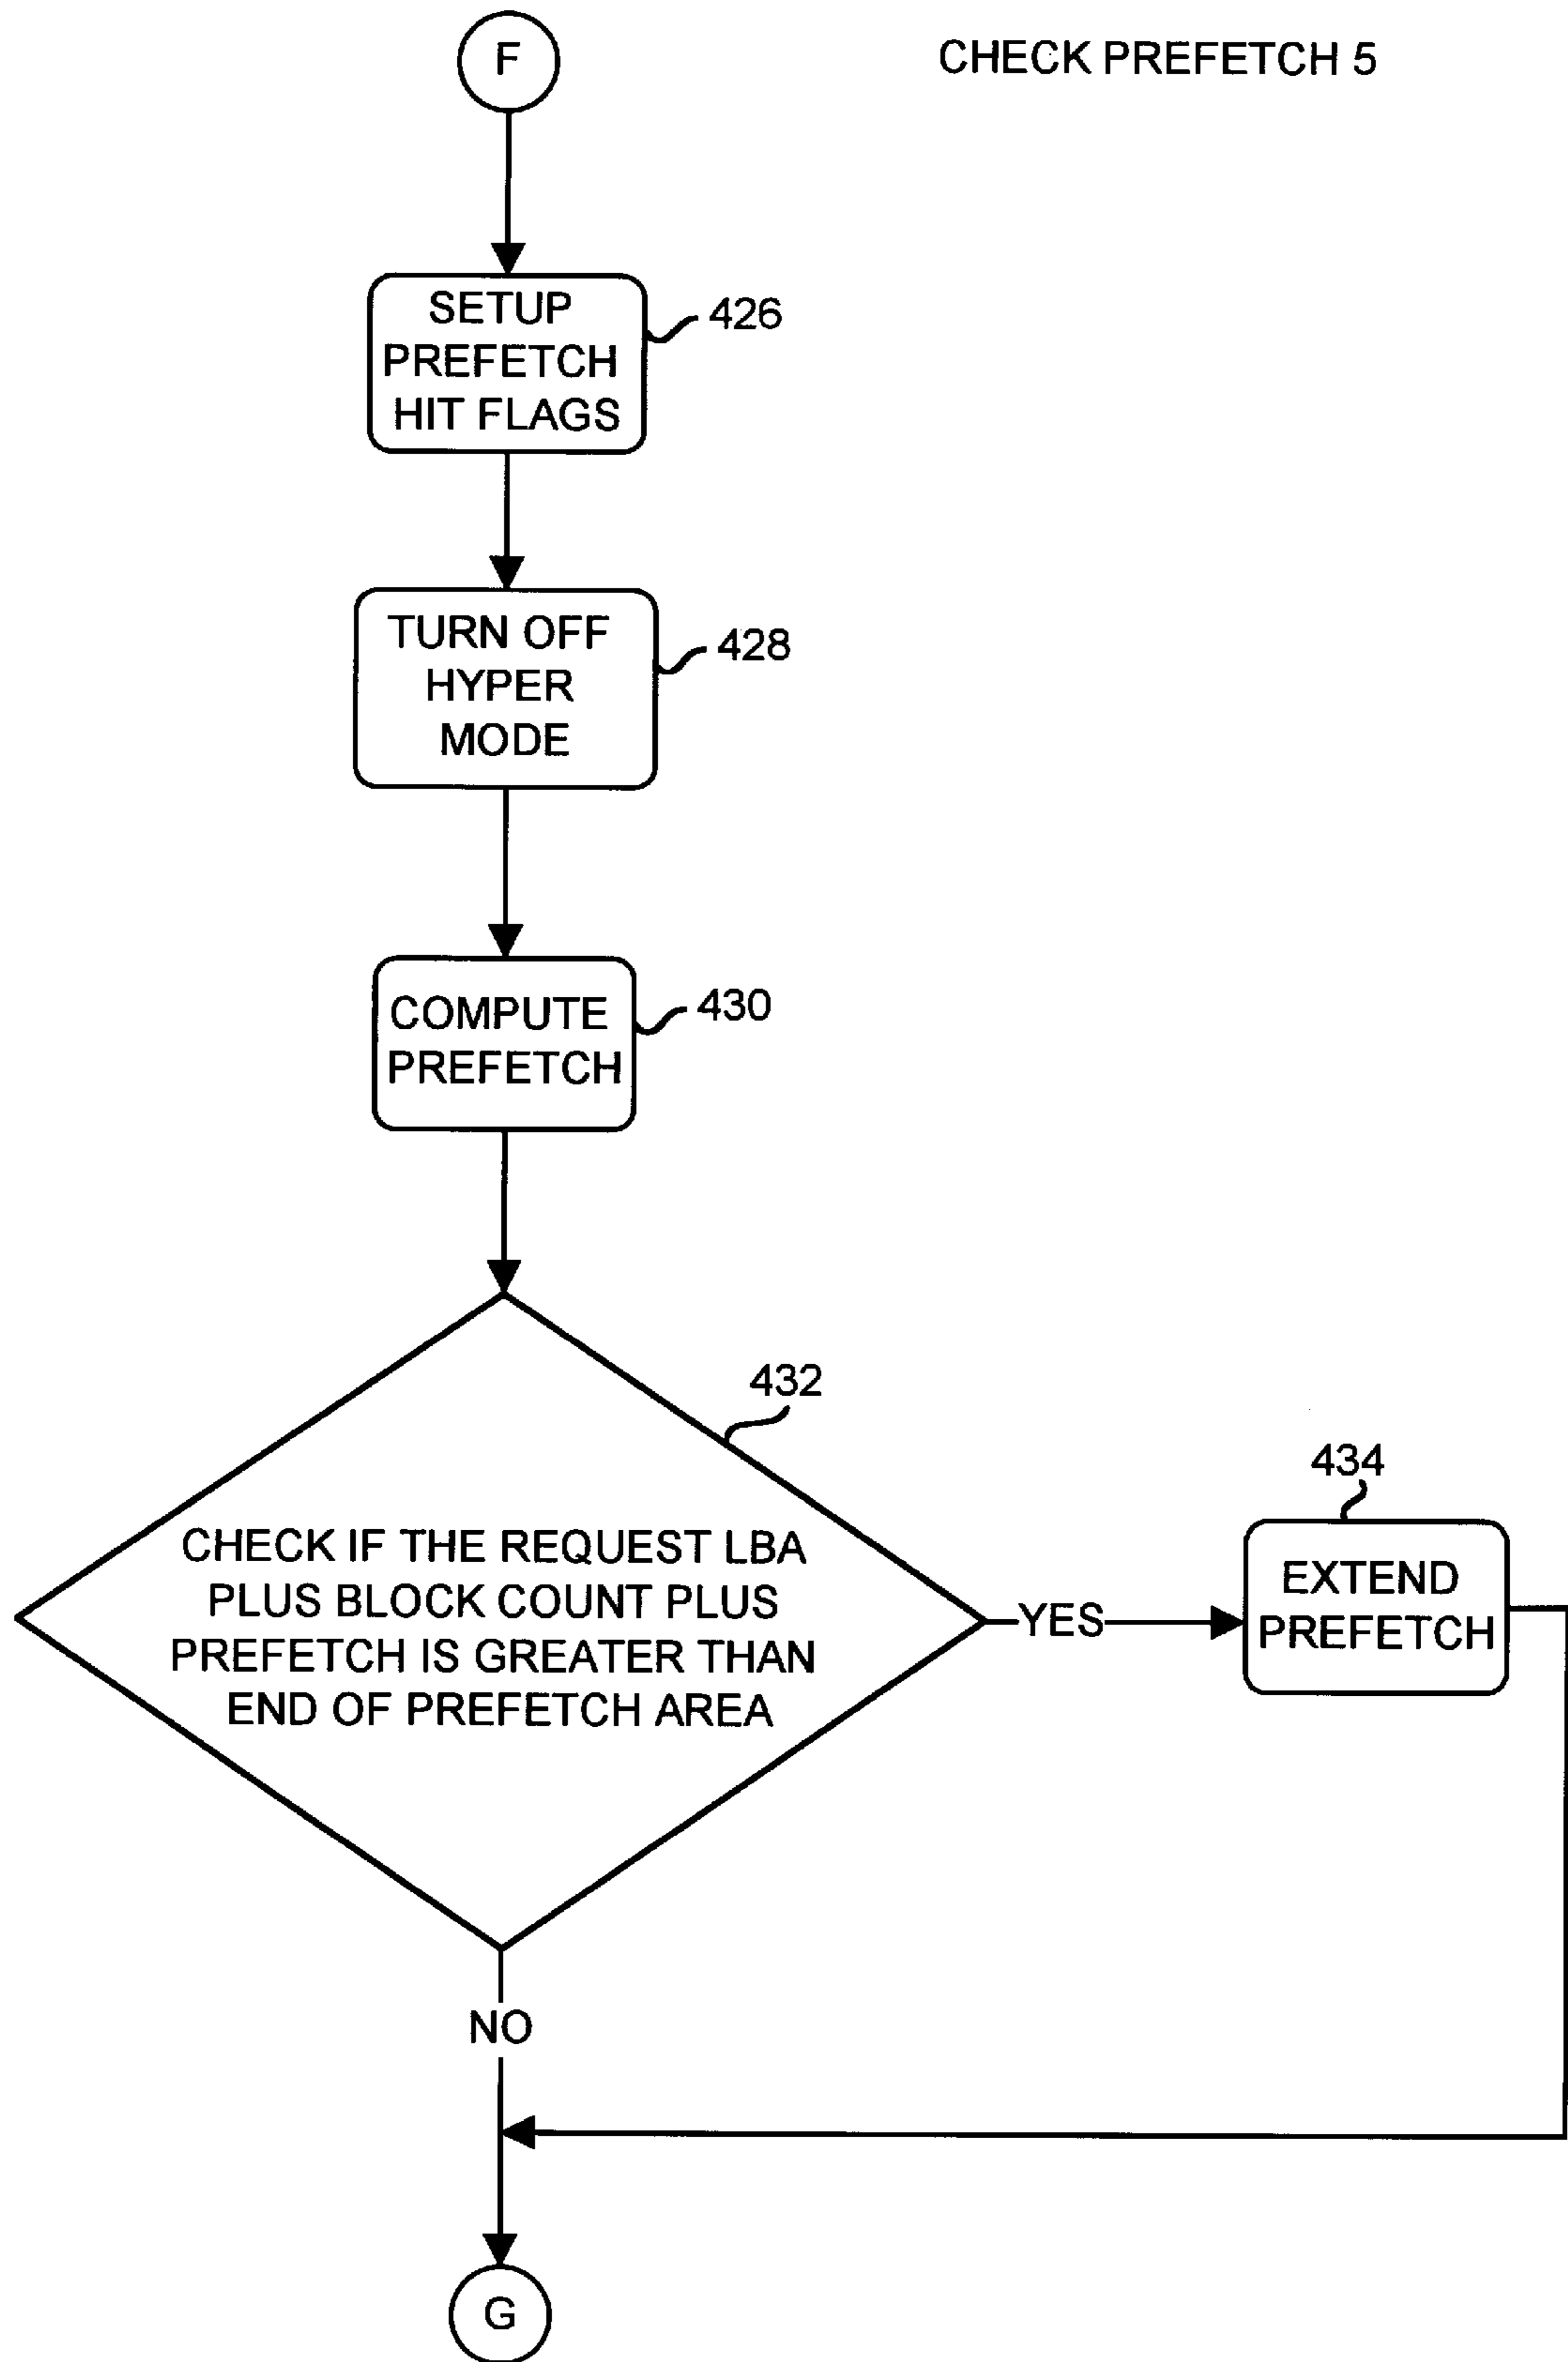 F
CHECK PREFETCH 5
SETUP
PREFETCH
HIT FLAGS
426
TURN OFF
HYPER
MODE
428
COMPUTE
PREFETCH
430
432
CHECK IF THE REQUEST LBA
PLUS BLOCK COUNT PLUS
PREFETCH IS GREATER THAN
END OF PREFETCH AREA
YES
434
EXTEND
PREFETCH
NO
G